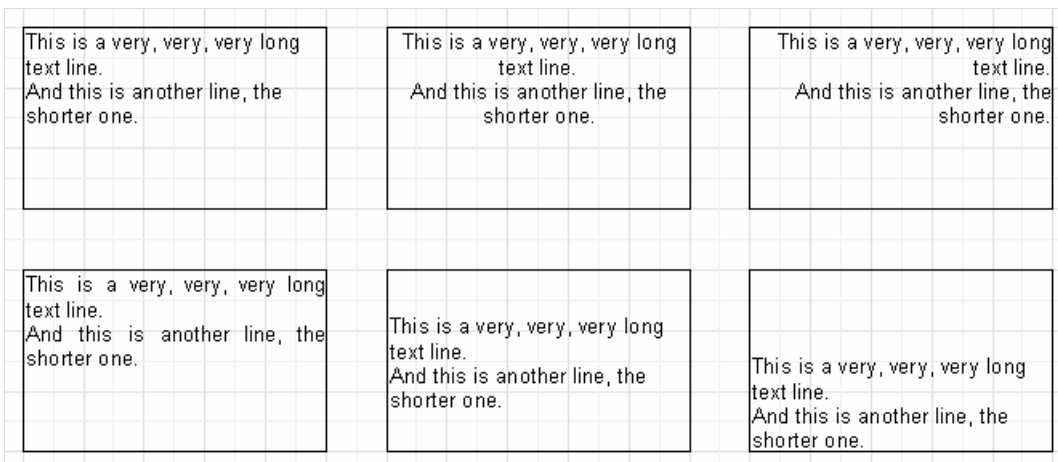 This is a very, very, very long
text line.
And this is another line, the
shorter one.
This is a very, very, very long
text line.
And this is another line, the
shorter one.
This is a very, very, very long
text line.
And this is another line, the
shorter one.
This is a very, very, very long
text line.
And this is another line, the
shorter one.
This is a very, very, very long
text line.
And this is another line, the
shorter one.
This is a very, very, very long
text line.
And this is another line, the
shorter one.